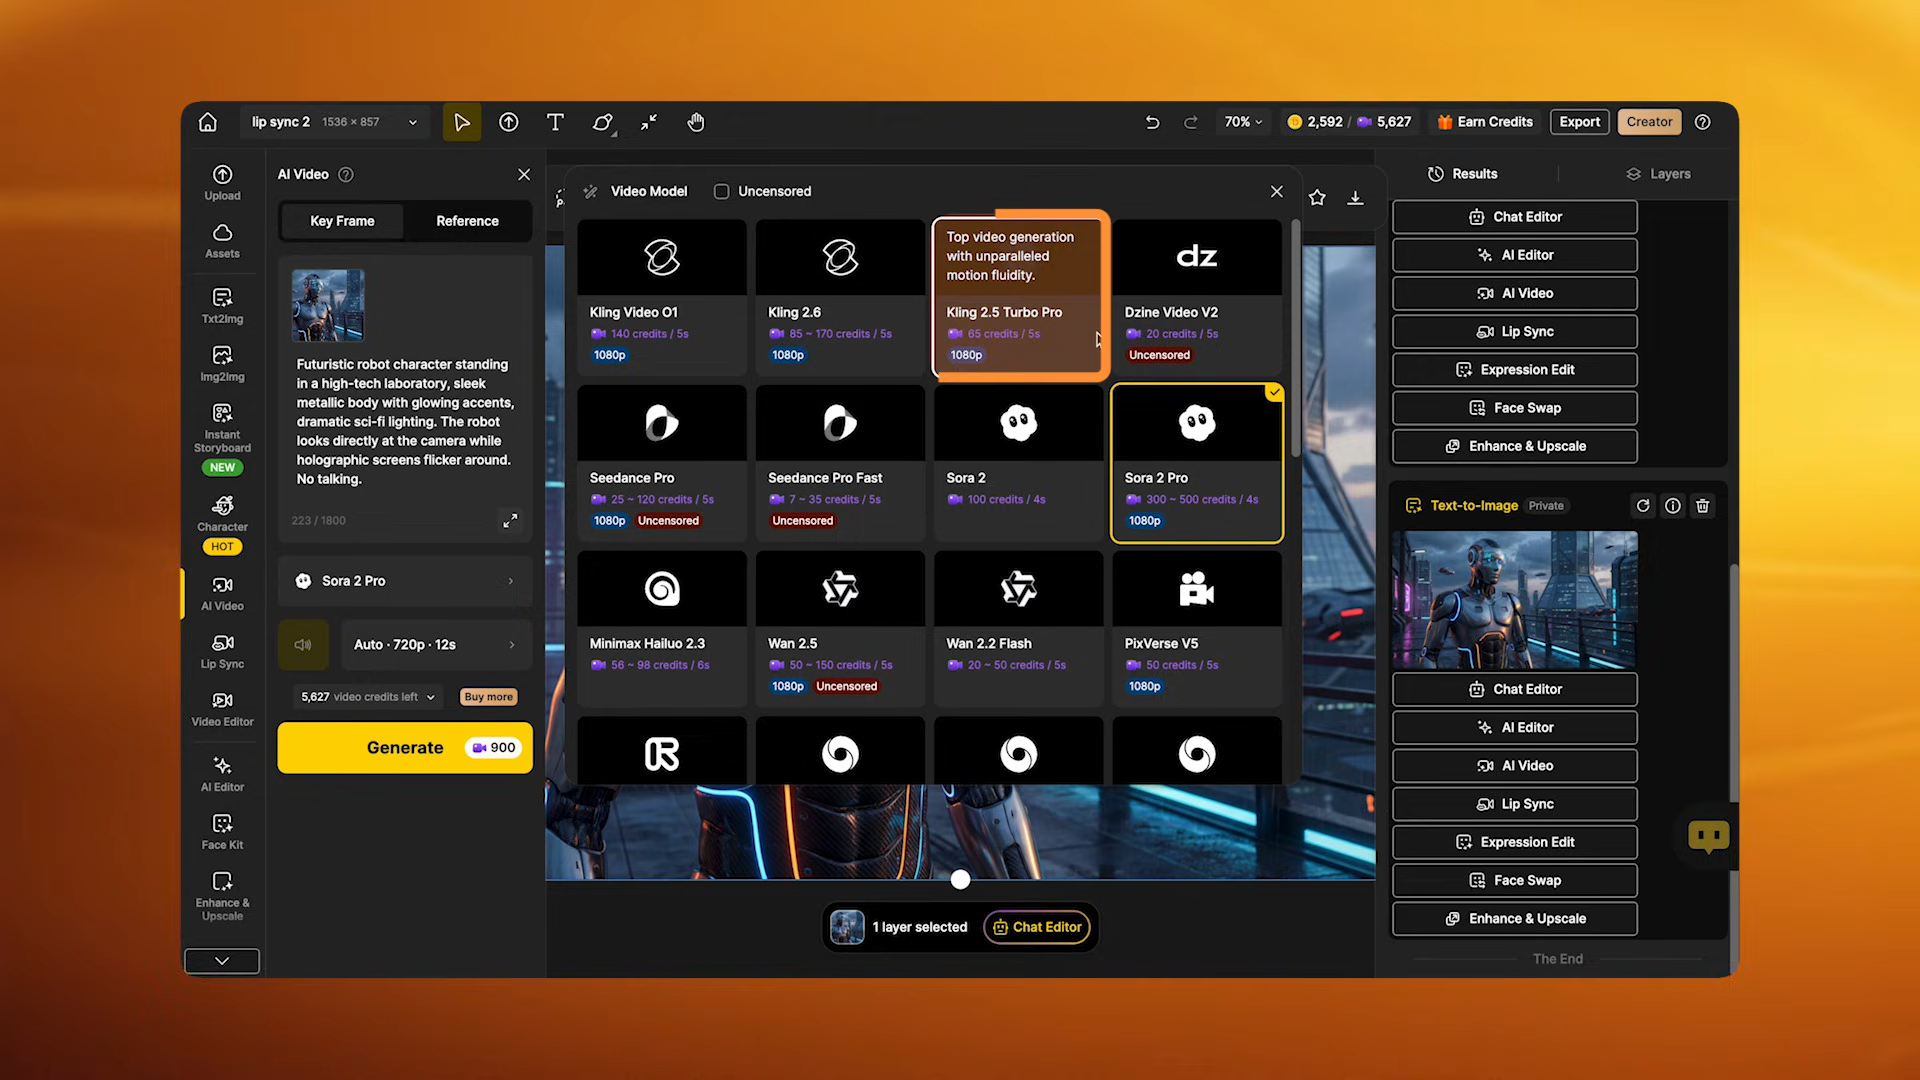 lip sync 2 1536 × 857
70%
2,592 / 5,627
Earn Credits
Export
Creator
Upload
Assets
Txt2Img
Img2Img
Instant
Storyboard
NEW
Character
HOT
AI Video
Lip Sync
Video Editor
AI Editor
Face Kit
Enhance &
Upscale
AI Video
Key Frame
Reference
Futuristic robot character standing
in a high-tech laboratory, sleek
metallic body with glowing accents,
dramatic sci-fi lighting. The robot
looks directly at the camera while
holographic screens flicker around.
No talking.
223 / 1800
Sora 2 Pro
Auto · 720p · 12s
5,627 video credits left
Buy more
Generate 900
Video Model
Uncensored
Kling Video O1
140 credits / 5s
1080p
Kling 2.6
85 ~ 170 credits / 5s
1080p
Top video generation
with unparalleled
motion fluidity.
Kling 2.5 Turbo Pro
65 credits / 5s
1080p
dz
Dzine Video V2
20 credits / 5s
Uncensored
Seedance Pro
25 ~ 120 credits / 5s
1080p Uncensored
Seedance Pro Fast
7 ~ 35 credits / 5s
Uncensored
Sora 2
100 credits / 4s
Sora 2 Pro
300 ~ 500 credits / 4s
1080p
Minimax Hailuo 2.3
56 ~ 98 credits / 6s
Wan 2.5
50 ~ 150 credits / 5s
1080p Uncensored
Wan 2.2 Flash
20 ~ 50 credits / 5s
PixVerse V5
50 credits / 5s
1080p
1 layer selected
Chat Editor
Results
Layers
Chat Editor
AI Editor
AI Video
Lip Sync
Expression Edit
Face Swap
Enhance & Upscale
Text-to-Image Private
Chat Editor
AI Editor
AI Video
Lip Sync
Expression Edit
Face Swap
Enhance & Upscale
The End